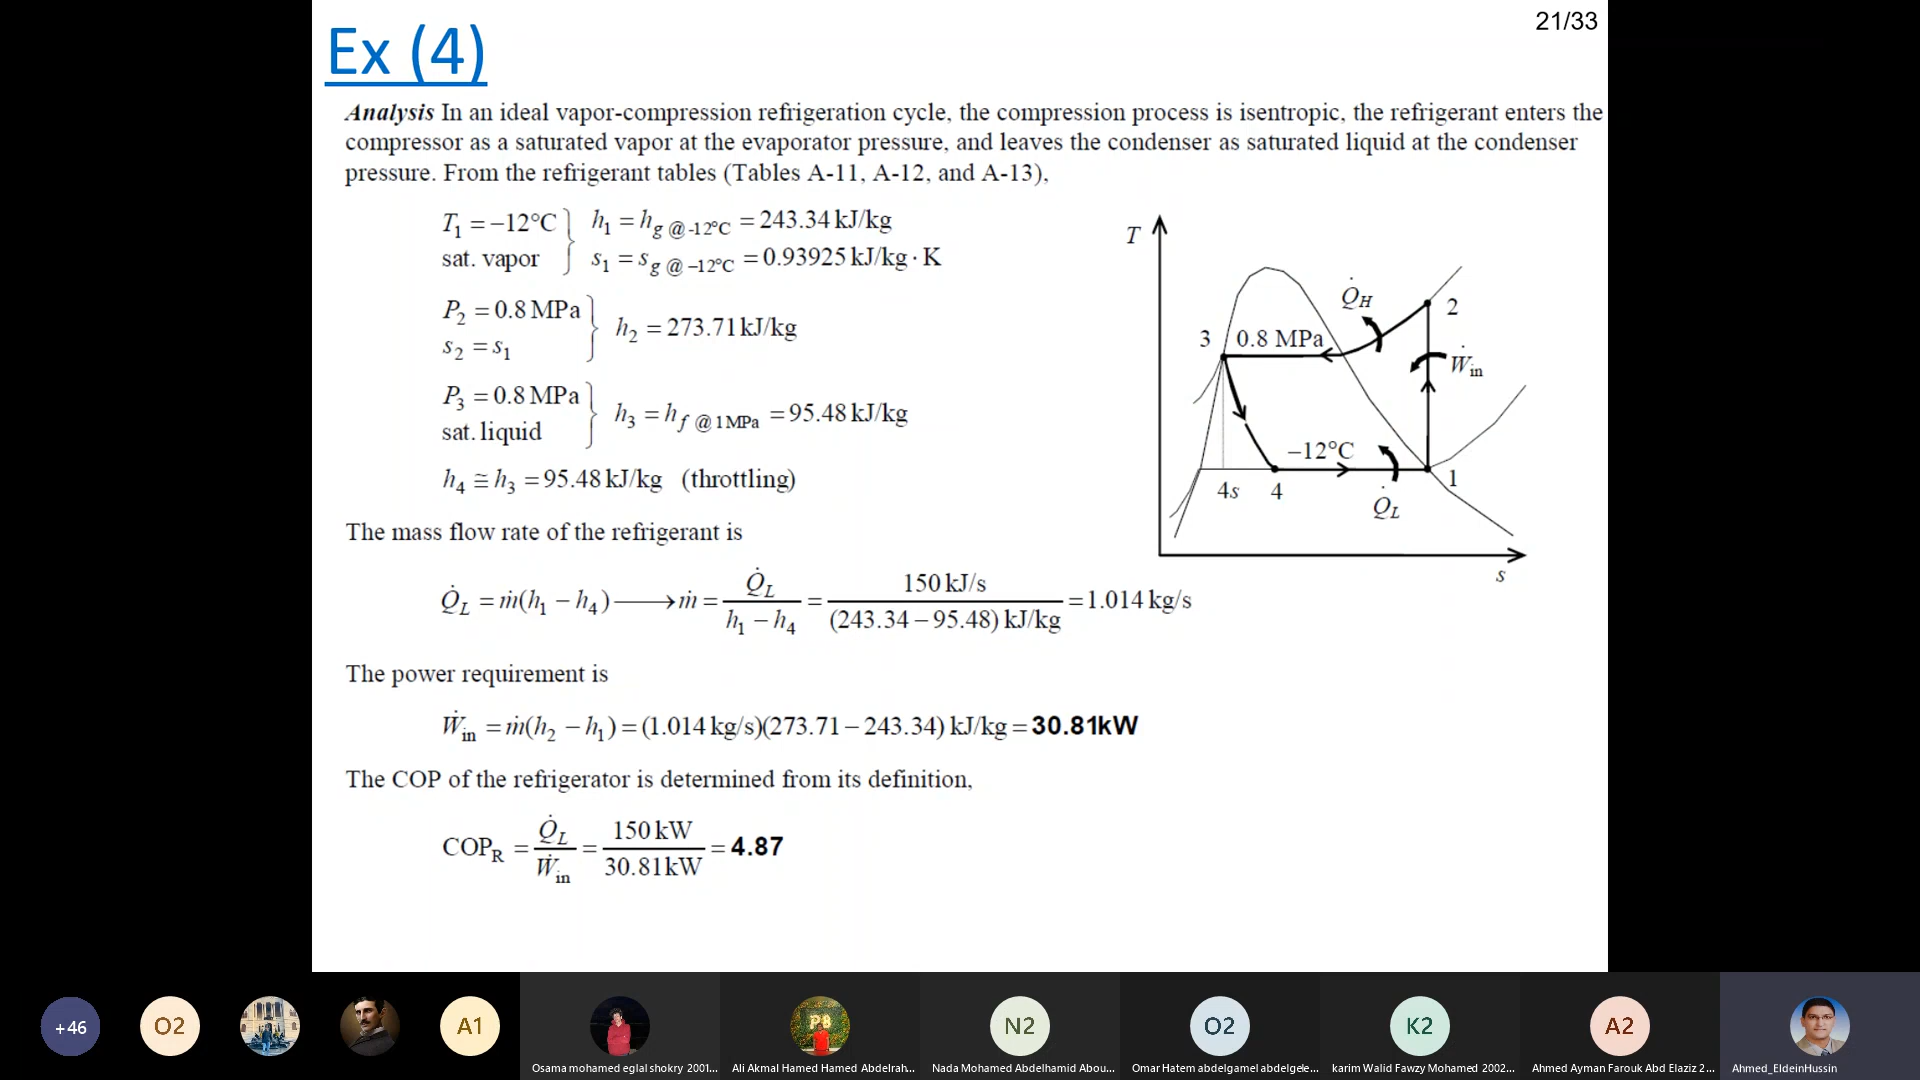 21/33
Ex (4)
Analysis In an ideal vapor-compression refrigeration cycle, the compression process is isentropic, the refrigerant enters the
compressor as a saturated vapor at the evaporator pressure, and leaves the condenser as saturated liquid at the condenser
pressure. From the refrigerant tables (Tables A-11, A-12, and A-13),
T₁ = −12°C } h₁ = h_g @ -12°C = 243.34 kJ/kg
sat. vapor } s₁ = s_g @ −12°C = 0.93925 kJ/kg · K
P₂ = 0.8 MPa } h₂ = 273.71 kJ/kg
s₂ = s₁
P₃ = 0.8 MPa } h₃ = h_f @ 1 MPa = 95.48 kJ/kg
sat. liquid
h₄ ≅ h₃ = 95.48 kJ/kg (throttling)
T
Q̇_H
2
3 0.8 MPa
Ẇ_in
−12°C
4s 4 1
Q̇_L
s
The mass flow rate of the refrigerant is
Q̇_L = ṁ(h₁ − h₄) ⟶ ṁ = Q̇_L / (h₁ − h₄) = 150 kJ/s / (243.34 − 95.48) kJ/kg = 1.014 kg/s
The power requirement is
Ẇ_in = ṁ(h₂ − h₁) = (1.014 kg/s)(273.71 − 243.34) kJ/kg = 30.81kW
The COP of the refrigerator is determined from its definition,
COP_R = Q̇_L / Ẇ_in = 150 kW / 30.81 kW = 4.87
+46
O2
A1
N2
O2
K2
A2
Osama mohamed eglal shokry 2001...
Ali Akmal Hamed Hamed Abdelrah...
Nada Mohamed Abdelhamid Abou...
Omar Hatem abdelgamel abdelgele...
karim Walid Fawzy Mohamed 2002...
Ahmed Ayman Farouk Abd Elaziz 2...
Ahmed_EldeinHussin